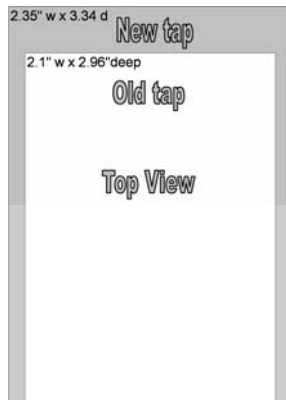 2.35" w x 3.34 d
New tap
2.1" w x 2.96"deep
Old tap
Top View